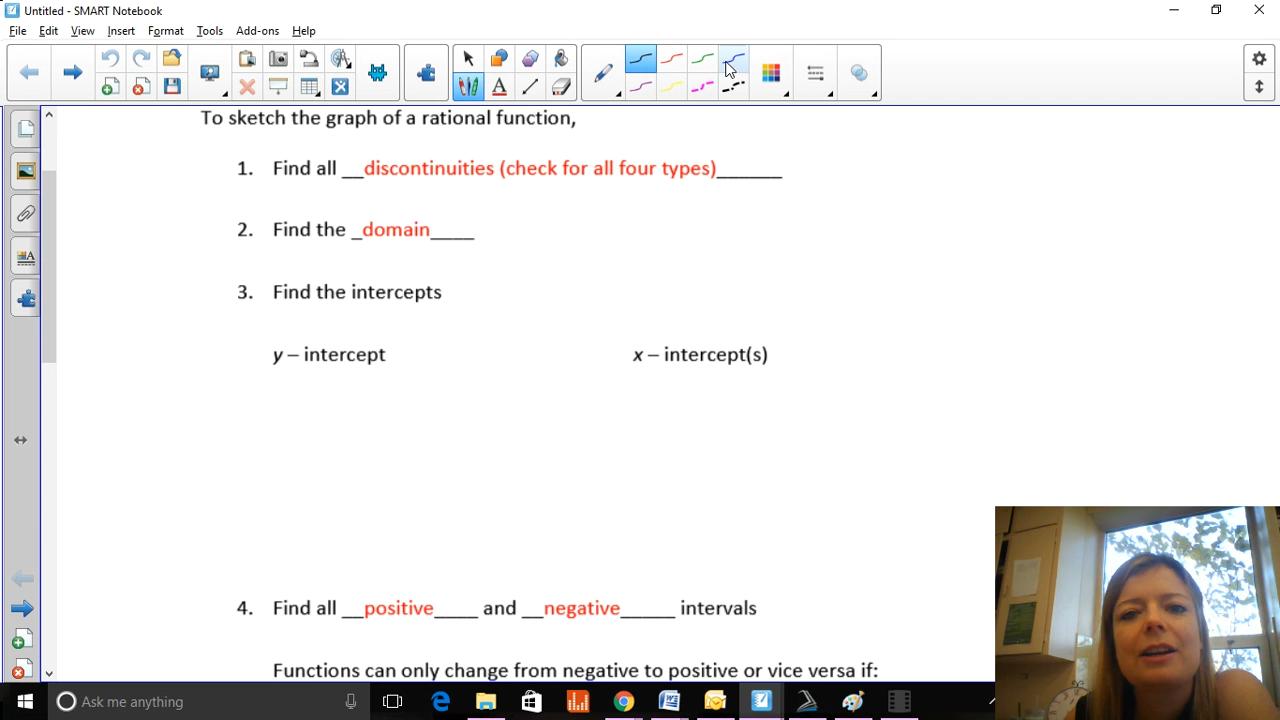 Untitled - SMART Notebook
File Edit View Insert Format Tools Add-ons Help
To sketch the graph of a rational function,
1. Find all __discontinuities (check for all four types)______
2. Find the _domain____
3. Find the intercepts
y – intercept x – intercept(s)
4. Find all __positive____ and __negative_____ intervals
Functions can only change from negative to positive or vice versa if:
Ask me anything